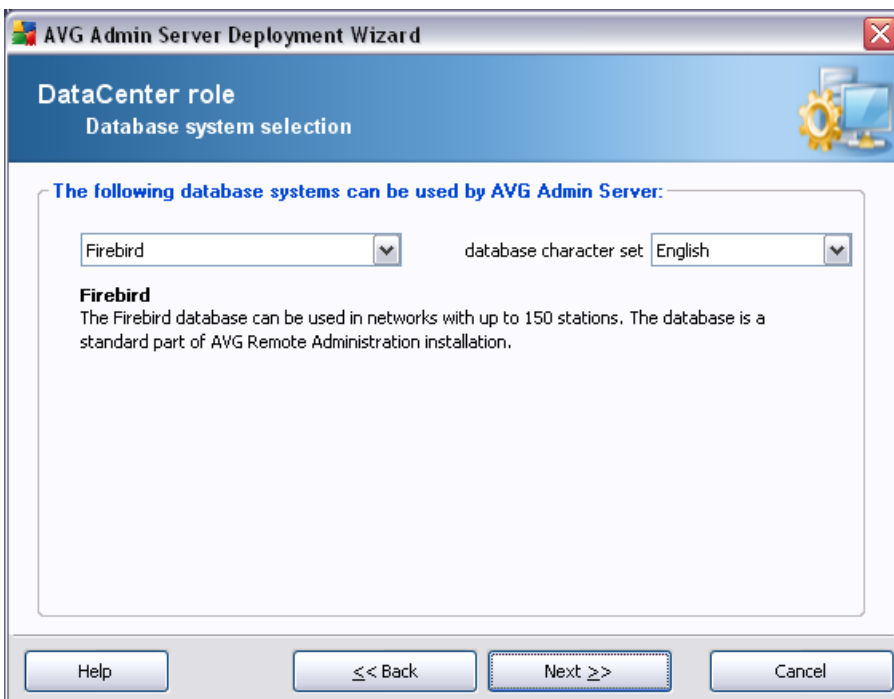 AVG Admin Server Deployment Wizard
DataCenter role
Database system selection
The following database systems can be used by AVG Admin Server:
Firebird
database character set English
Firebird
The Firebird database can be used in networks with up to 150 stations. The database is a
standard part of AVG Remote Administration installation.
Help
<< Back
Next >>
Cancel